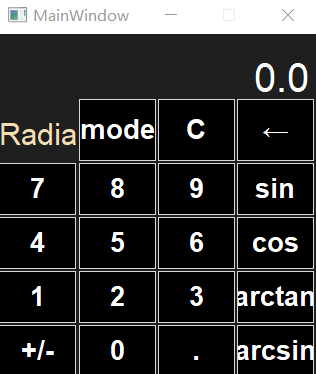 MainWindow
0.0
Radia mode C ←
7 8 9 sin
4 5 6 cos
1 2 3 arctan
+/- 0 . arcsin